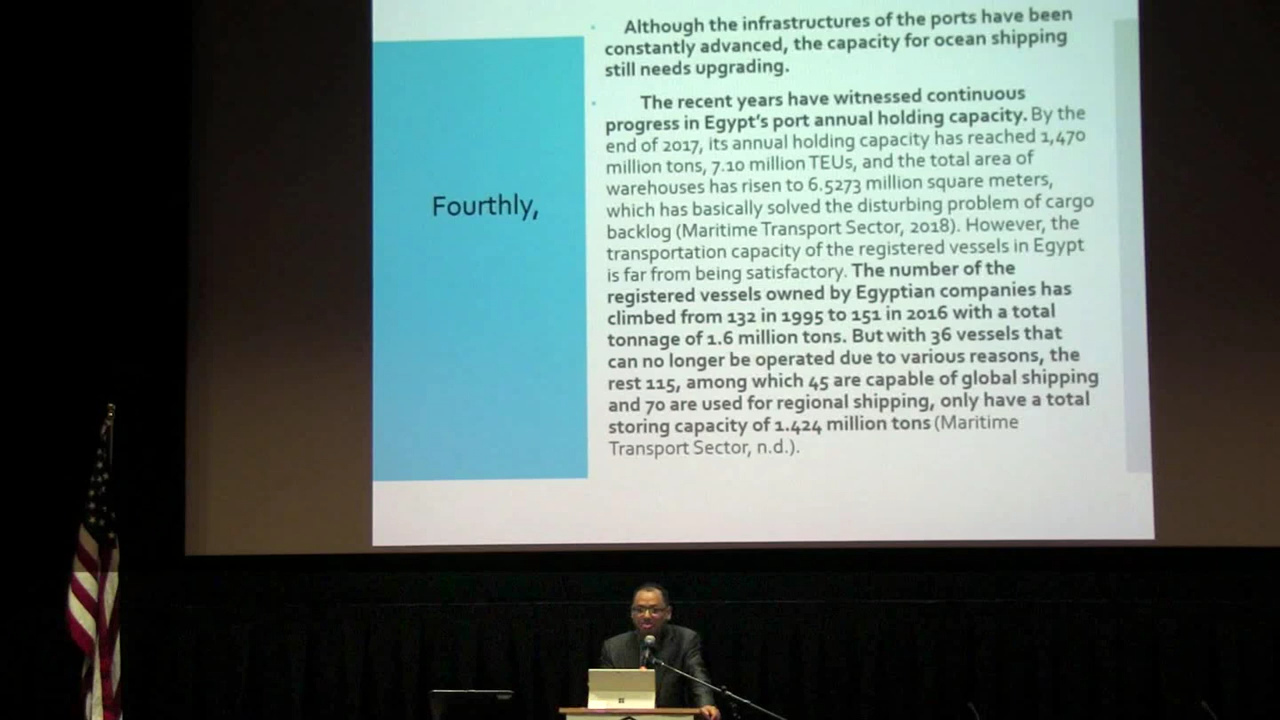 Fourthly,
Although the infrastructures of the ports have been
constantly advanced, the capacity for ocean shipping
still needs upgrading.
The recent years have witnessed continuous
progress in Egypt's port annual holding capacity. By the
end of 2017, its annual holding capacity has reached 1,470
million tons, 7.10 million TEUs, and the total area of
warehouses has risen to 6.5273 million square meters,
which has basically solved the disturbing problem of cargo
backlog (Maritime Transport Sector, 2018). However, the
transportation capacity of the registered vessels in Egypt
is far from being satisfactory. The number of the
registered vessels owned by Egyptian companies has
climbed from 132 in 1995 to 151 in 2016 with a total
tonnage of 1.6 million tons. But with 36 vessels that
can no longer be operated due to various reasons, the
rest 115, among which 45 are capable of global shipping
and 70 are used for regional shipping, only have a total
storing capacity of 1.424 million tons (Maritime
Transport Sector, n.d.).